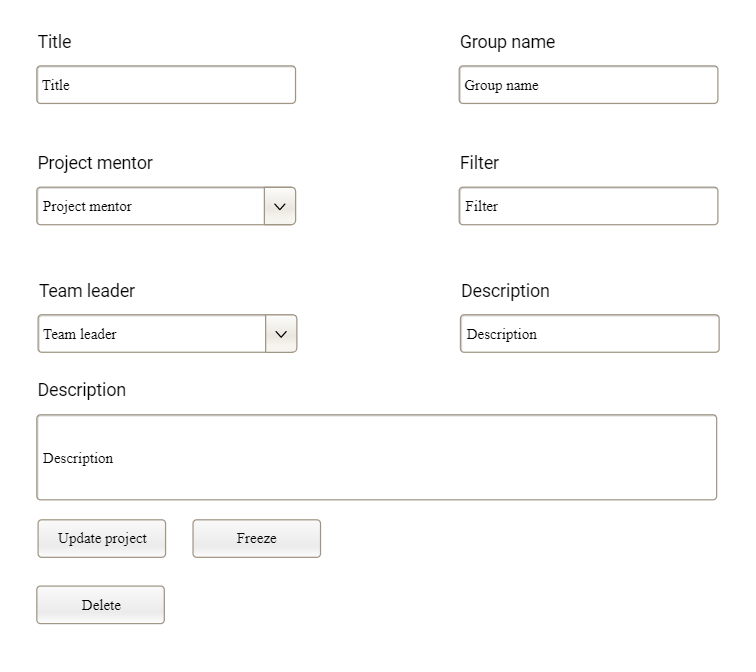 Title
Group name
Title
Group name
Project mentor
Filter
Project mentor
Filter
Team leader
Description
Team leader
Description
Description
Description
Update project
Freeze
Delete